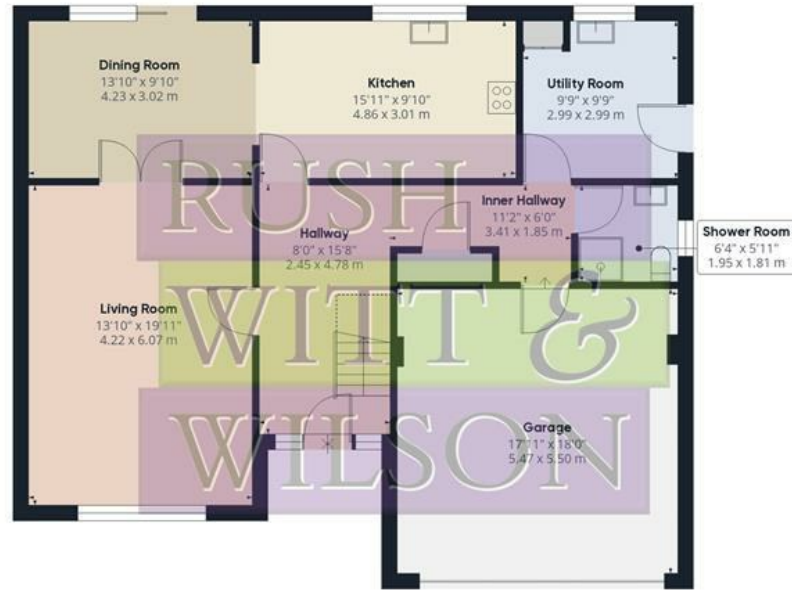 Dining Room
13'10" x 9'10"
4.23 x 3.02 m
Kitchen
15'11" x 9'10"
4.86 x 3.01 m
Utility Room
9'9" x 9'9"
2.99 x 2.99 m
RUSH
WITT &
WILSON
Inner Hallway
11'2" x 6'0"
3.41 x 1.85 m
Hallway
8'0" x 15'8"
2.45 x 4.78 m
Shower Room
6'4" x 5'11"
1.95 x 1.81 m
Living Room
13'10" x 19'11"
4.22 x 6.07 m
Garage
17'11" x 18'0"
5.47 x 5.50 m